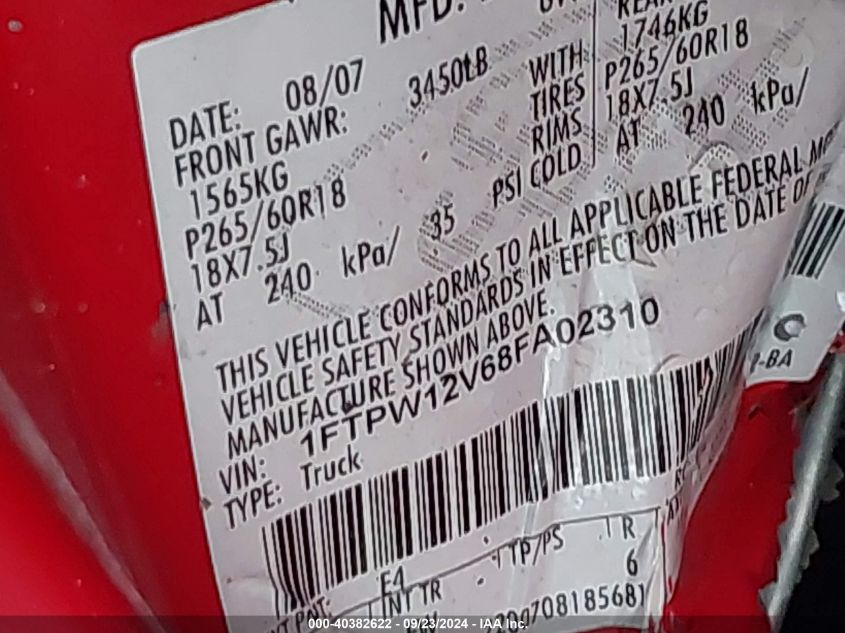 MFD.
DATE: 08/07
FRONT GAWR: 3450LB
1565KG
P265/60R18
18X7.5J
AT 240 kPa/ 35 PSI COLD
WITH
TIRES
RIMS
1746KG
P265/60R18
18X7.5J
AT 240 kPa/
THIS VEHICLE CONFORMS TO ALL APPLICABLE FEDERAL
VEHICLE SAFETY STANDARDS IN EFFECT ON THE DATE OF
MANUFACTURE SHOWN ABOVE.
VIN: 1FTPW12V68FA02310
TYPE: Truck
E4
INT TR TP/PS R
6
-BA
000-40382622 - 09/23/2024 - IAA Inc.